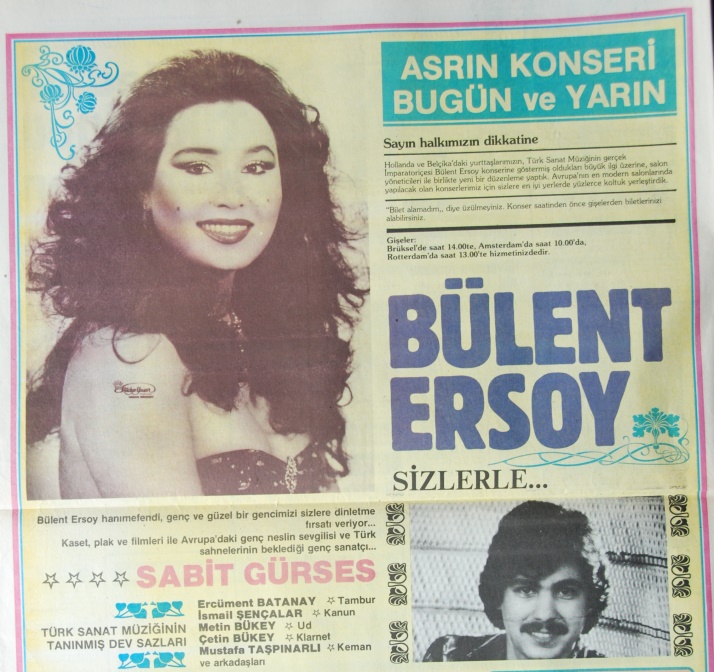 ASRIN KONSERİ
BUGÜN ve YARIN
Sayın halkımızın dikkatine
Hollanda ve Belçika'daki yurttaşlarımızın, Türk Sanat Müziğinin gerçek
İmparatoriçesi Bülent Ersoy konserine göstermiş oldukları büyük ilgi üzerine, salon
yöneticileri ile birlikte yeni bir düzenleme yaptık. Avrupa'nın en modern salonlarında
yapılacak olan konserlerimiz için sizlere en iyi yerlerde yüzlerce koltuk yerleştirdik.
"Bilet alamadım,, diye üzülmeyiniz. Konser saatinden önce gişelerden biletlerinizi
alabilirsiniz.
Gişeler:
Brüksel'de saat 14.00te, Amsterdam'da saat 10.00'da,
Rotterdam'da saat 13.00'te hizmetinizdedir.
BÜLENT
ERSOY
SİZLERLE...
Bülent Ersoy hanımefendi, genç ve güzel bir gencimizi sizlere dinletme
fırsatı veriyor...
Kaset, plak ve filmleri ile Avrupa'daki genç neslin sevgilisi ve Türk
sahnelerinin beklediği genç sanatçı...
SABİT GÜRSES
TÜRK SANAT MÜZİĞİNİN
TANINMIŞ DEV SAZLARI
Ercüment BATANAY ☆ Tambur
İsmail ŞENÇALAR ☆ Kanun
Metin BÜKEY ☆ Ud
Çetin BÜKEY ☆ Klarnet
Mustafa TAŞPINARLI ☆ Keman
ve arkadaşları